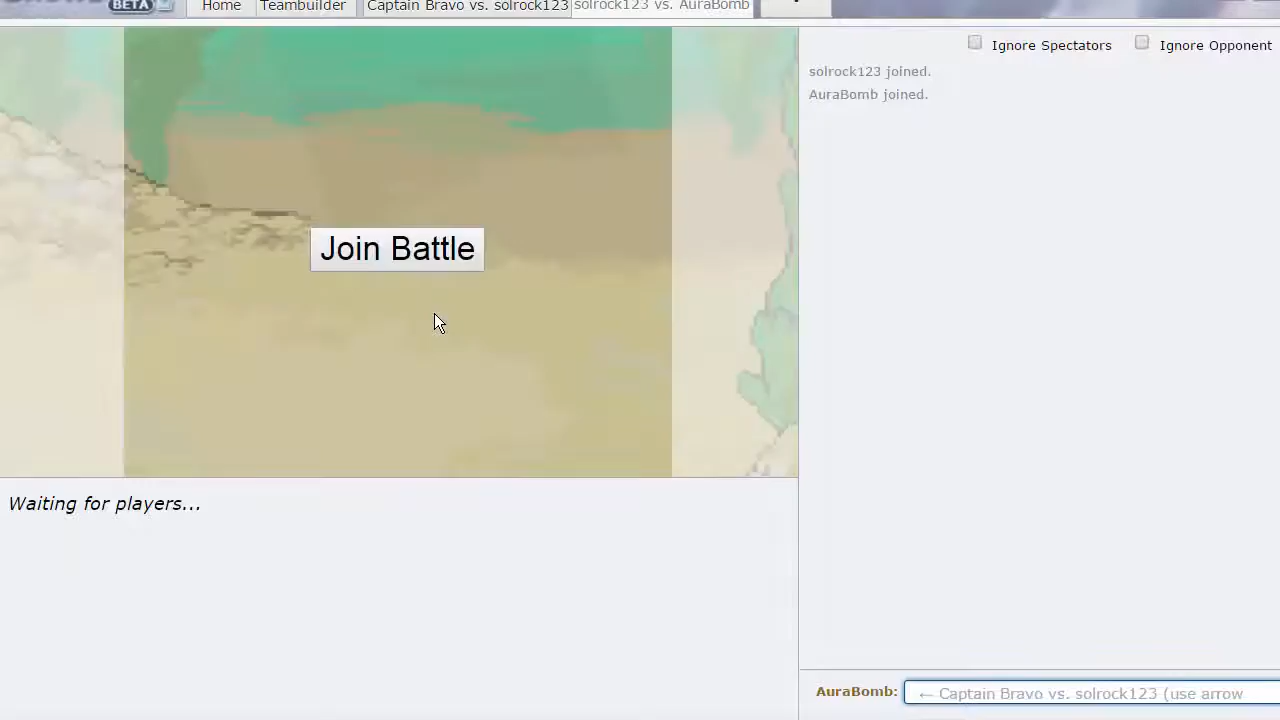 BETA
Home
Teambuilder
Captain Bravo vs. solrock123
solrock123 vs. AuraBomb
Ignore Spectators
Ignore Opponent
solrock123 joined.
AuraBomb joined.
Join Battle
Waiting for players...
AuraBomb:
← Captain Bravo vs. solrock123 (use arrow